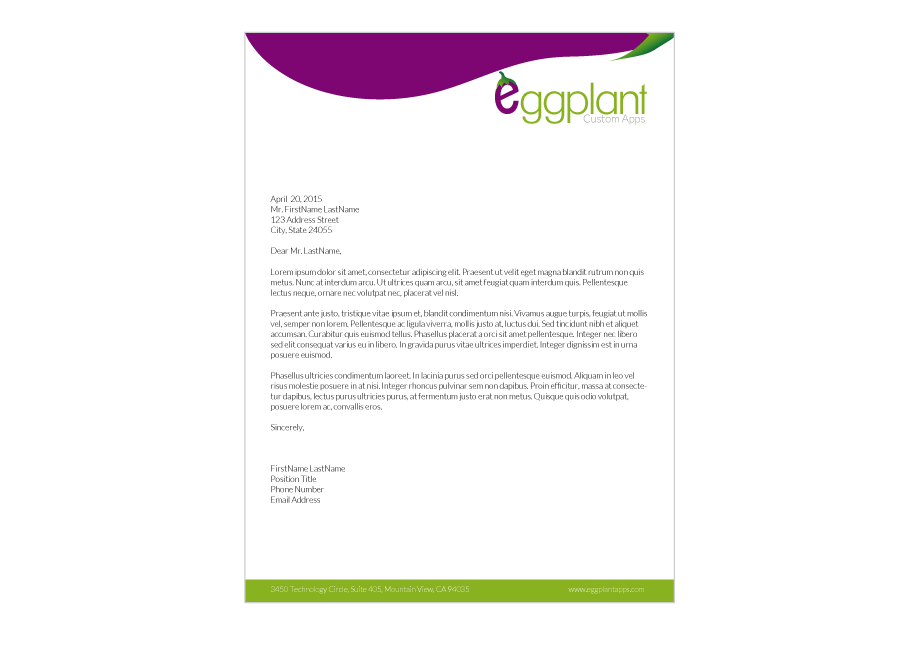 eggplant
Custom Apps
April 20, 2015
Mr. FirstName LastName
123 Address Street
City, State 24055
Dear Mr. LastName,
Lorem ipsum dolor sit amet, consectetur adipiscing elit. Praesent ut velit eget magna blandit rutrum non quis
metus. Nunc at interdum arcu. Ut ultrices quam arcu, sit amet feugiat quam interdum quis. Pellentesque
lectus neque, ornare nec volutpat nec, placerat vel nisl.
Praesent ante justo, tristique vitae ipsum et, blandit condimentum nisi. Vivamus augue turpis, feugiat ut mollis
vel, semper non lorem. Pellentesque ac ligula viverra, mollis justo at, luctus dui. Sed tincidunt nibh et aliquet
accumsan. Curabitur quis euismod tellus. Phasellus placerat a orci sit amet pellentesque. Integer nec libero
sed elit consequat varius eu in libero. In gravida purus vitae ultrices imperdiet. Integer dignissim est in urna
posuere euismod.
Phasellus ultricies condimentum laoreet. In lacinia purus sed orci pellentesque euismod. Aliquam in leo vel
risus molestie posuere in at nisi. Integer rhoncus pulvinar sem non dapibus. Proin efficitur, massa at consecte-
tur dapibus, lectus purus ultricies purus, at fermentum justo erat non metus. Quisque quis odio volutpat,
posuere lorem ac, convallis eros.
Sincerely,
FirstName LastName
Position Title
Phone Number
Email Address
3450 Technology Circle, Suite 405, Mountain View, CA 94035
www.eggplantapps.com